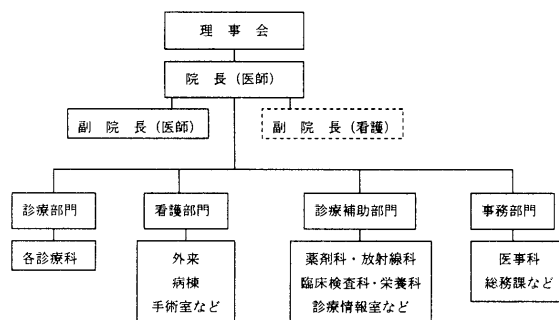 理事会
院長(医師)
副院長(医師)
副院長(看護)
診療部門
看護部門
診療補助部門
事務部門
各診療科
外来
病棟
手術室など
薬剤科・放射線科
臨床検査科・栄養科
診療情報室など
医事科
総務課など